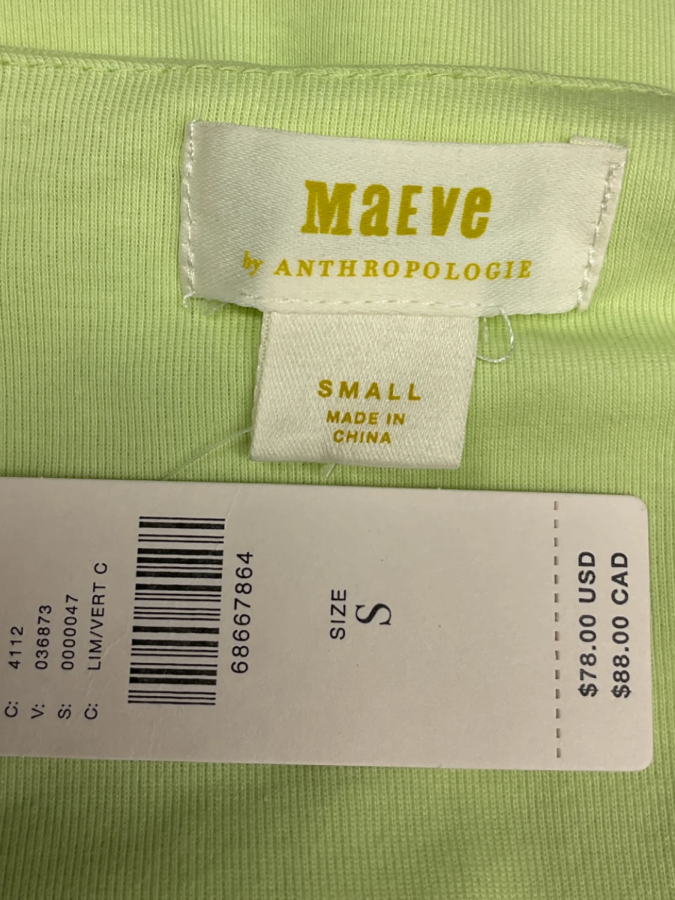 MaEVe
by ANTHROPOLOGIE
SMALL
MADE IN
CHINA
C: 4112
V: 036873
S: 0000047
C: LIM/VERT C
68667864
SIZE
S
$78.00 USD
$88.00 CAD